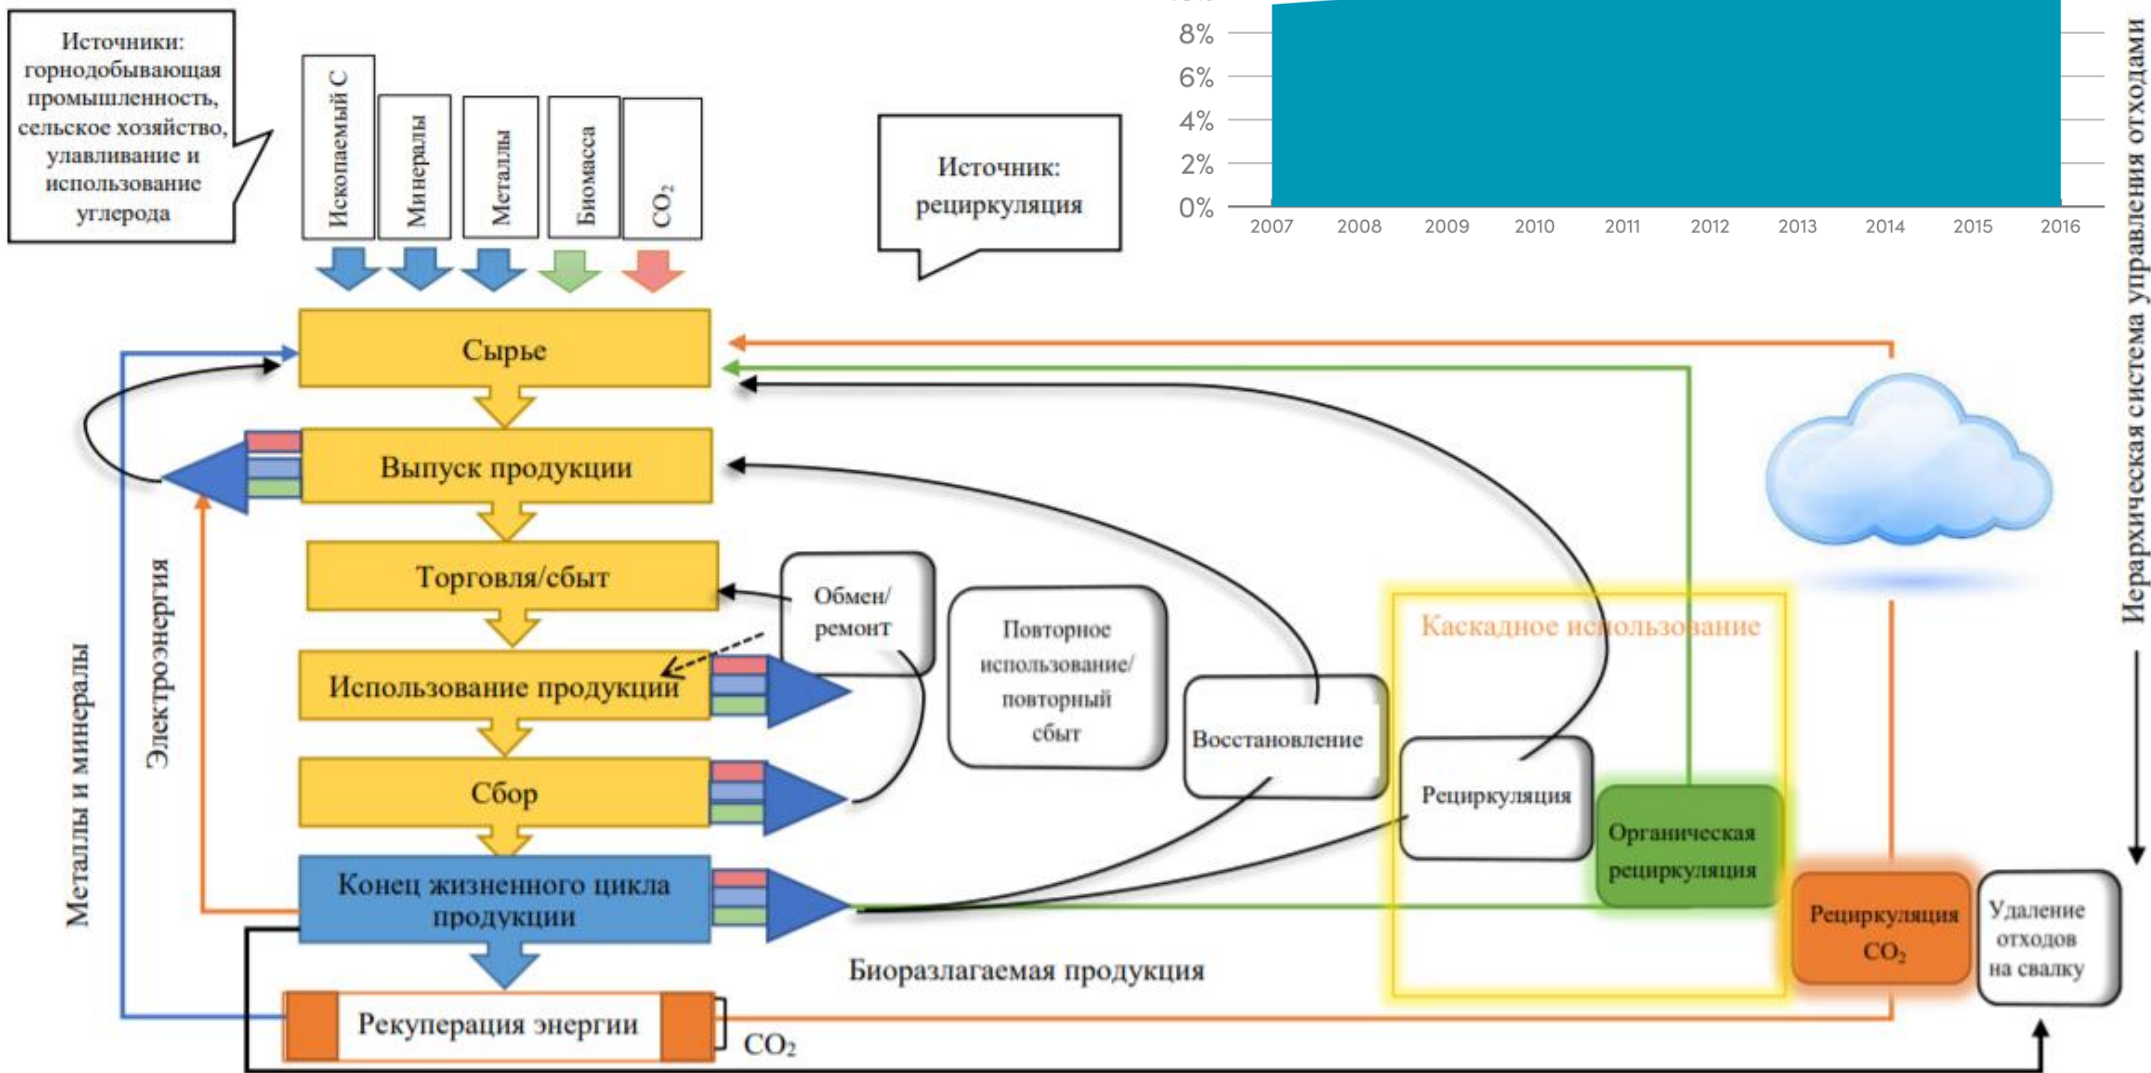 Источники:
горнодобывающая
промышленность,
сельское хозяйство,
улавливание и
использование
углерода
Ископаемый С
Минералы
Металлы
Биомасса
CO₂
Источник:
рециркуляция
8%
6%
4%
2%
0%
2007 2008 2009 2010 2011 2012 2013 2014 2015 2016
Иерархическая система управления отходами
Сырье
Выпуск продукции
Торговля/сбыт
Использование продукции
Сбор
Конец жизненного цикла
продукции
Рекуперация энергии
CO₂
Металлы и минералы
Электроэнергия
Обмен/
ремонт
Повторное
использование/
повторный
сбыт
Восстановление
Каскадное использование
Рециркуляция
Органическая
рециркуляция
Рециркуляция
CO₂
Удаление
отходов
на свалку
Биоразлагаемая продукция